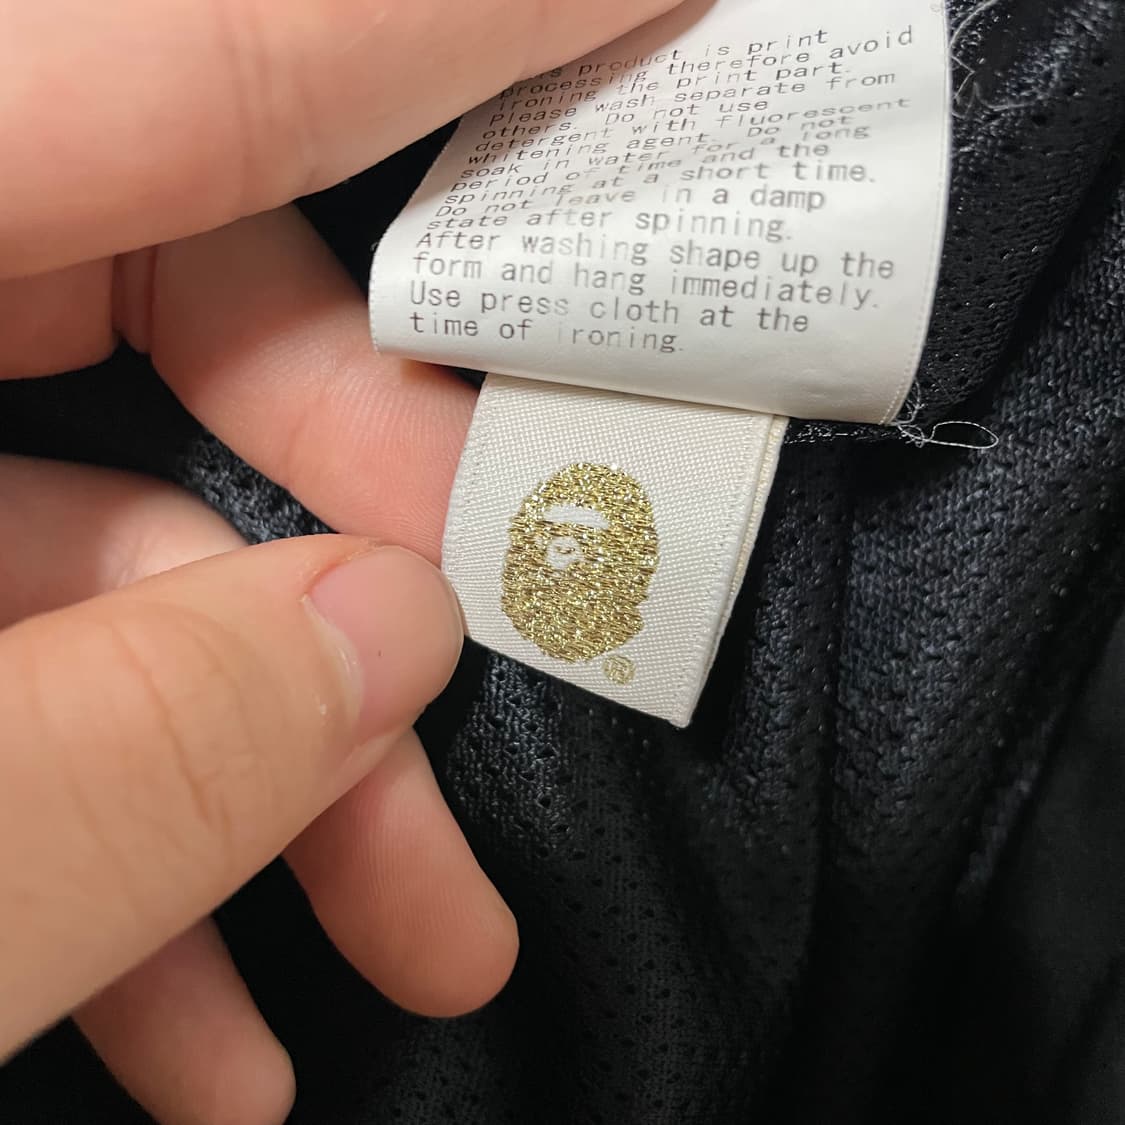 product is print
processing therefore avoid
ironing the print part.
Please wash separate from
others. Do not use
detergent with fluorescent
whitening agent. Do not
soak in water for a long
period of time and the
spinning at a short time.
Do not leave in a damp
state after spinning.
After washing shape up the
form and hang immediately.
Use press cloth at the
time of ironing.
®